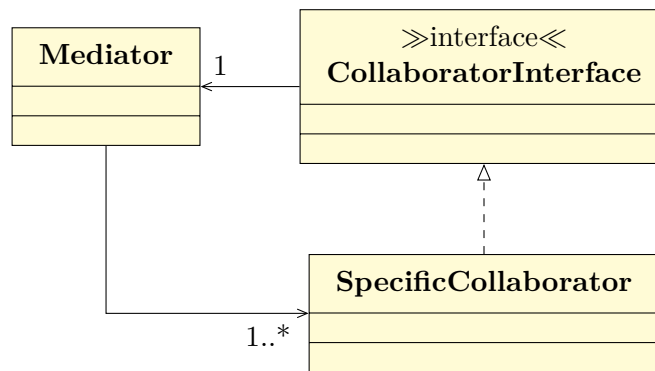 Mediator
1
≫interface≪
CollaboratorInterface
SpecificCollaborator
1..*